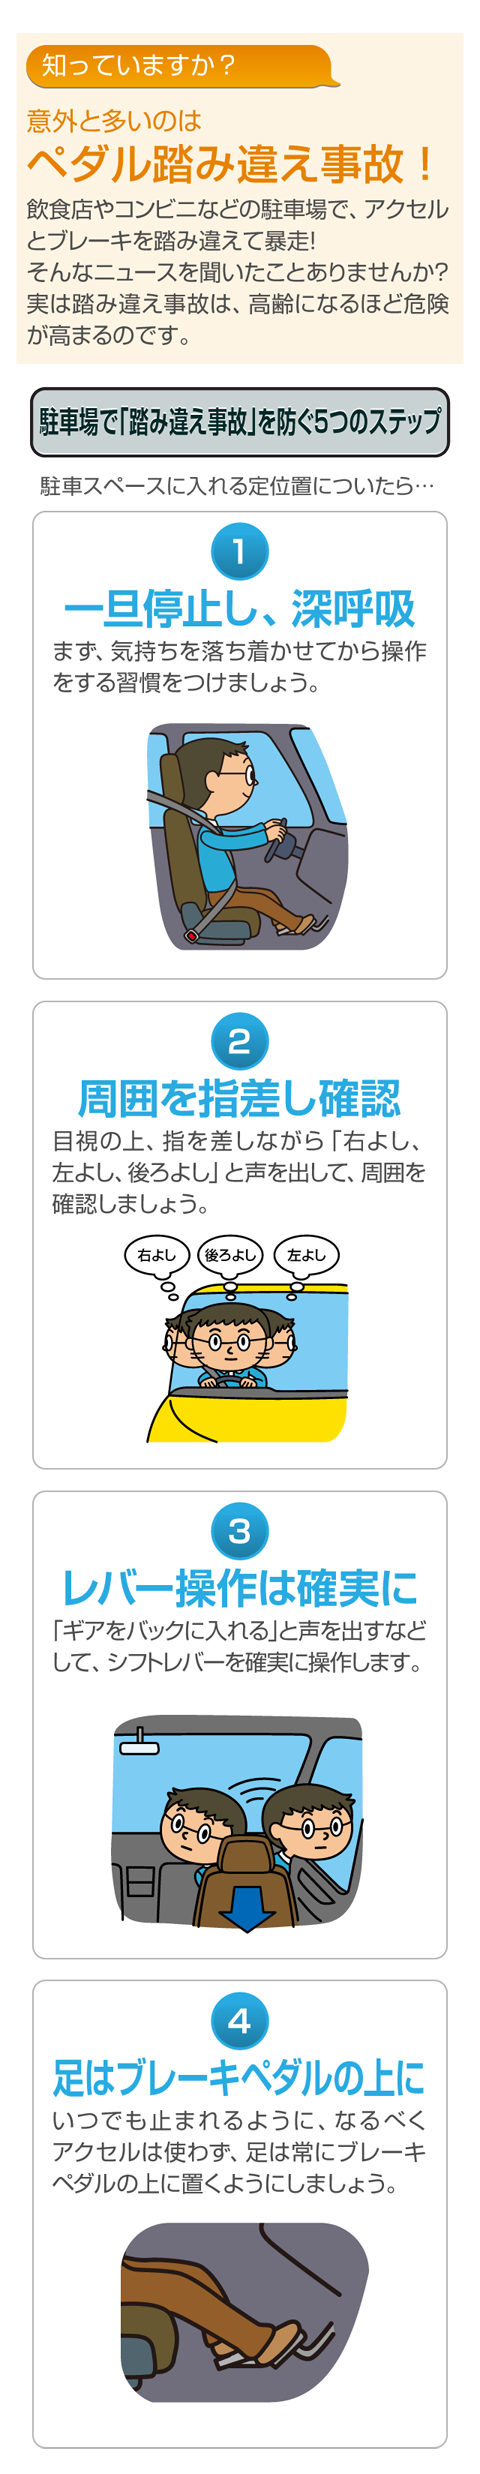 知っていますか？
意外と多いのは
ペダル踏み違え事故！
飲食店やコンビニなどの駐車場で、アクセル
とブレーキを踏み違えて暴走!
そんなニュースを聞いたことありませんか?
実は踏み違え事故は、高齢になるほど危険
が高まるのです。
駐車場で「踏み違え事故」を防ぐ5つのステップ
駐車スペースに入れる定位置についたら…
1
一旦停止し、深呼吸
まず、気持ちを落ち着かせてから操作
をする習慣をつけましょう。
2
周囲を指差し確認
目視の上、指を差しながら「右よし、
左よし、後ろよし」と声を出して、周囲を
確認しましょう。
右よし
後ろよし
左よし
3
レバー操作は確実に
「ギアをバックに入れる」と声を出すなど
して、シフトレバーを確実に操作します。
4
足はブレーキペダルの上に
いつでも止まれるように、なるべく
アクセルは使わず、足は常にブレーキ
ペダルの上に置くようにしましょう。